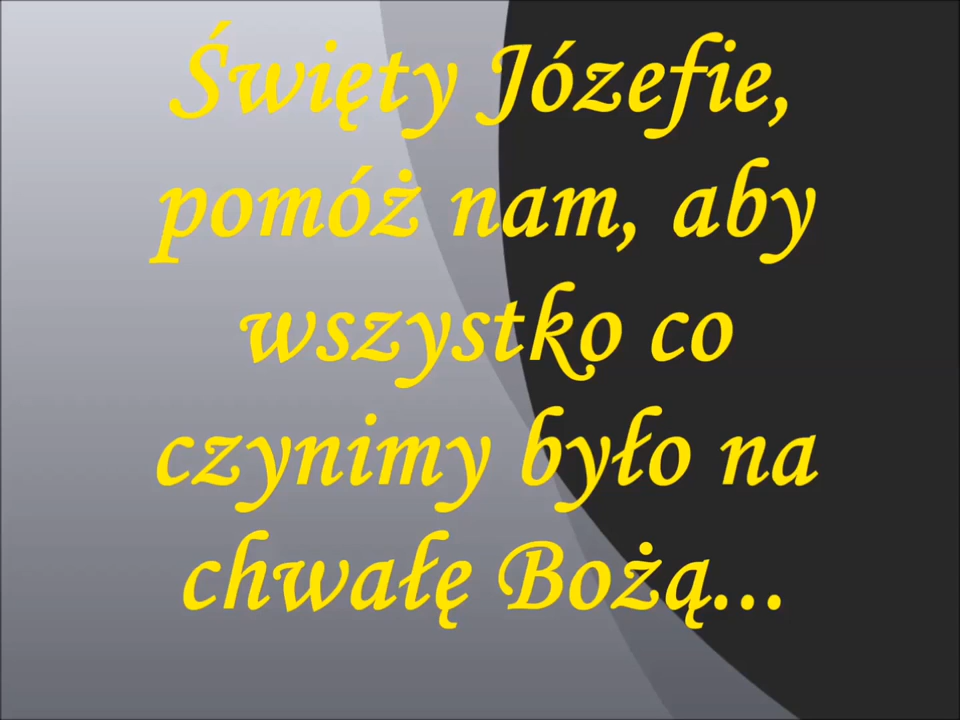 Święty Józefie,
pomóż nam, aby
wszystko co
czynimy było na
chwałę Bożą...